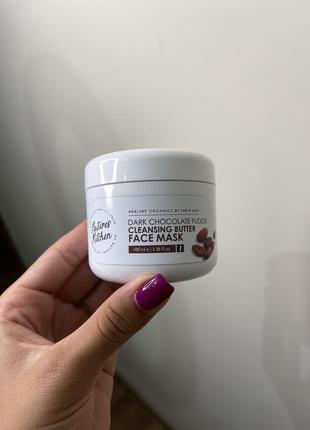 Natures
Kitchen
HEALTHY ORGANICS AT THEIR BEST
DARK CHOCOLATE FUDGE
CLEANSING BUTTER
FACE MASK
100 ml e | 3.38 fl oz